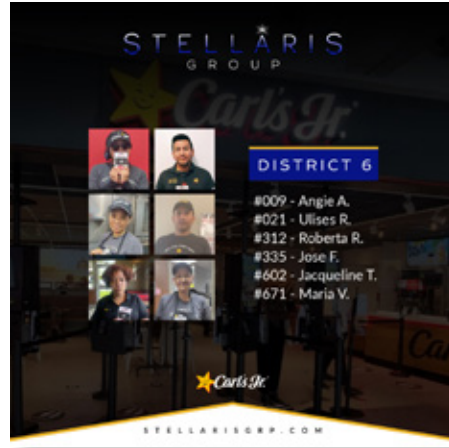 STELLARIS
GROUP
Carl's Jr.
DISTRICT 6
#009 - Angie A.
#021 - Ulises R.
#312 - Roberta R.
#335 - Jose F.
#602 - Jacqueline T.
#671 - Maria V.
Carl's Jr.
STELLARISGRP.COM